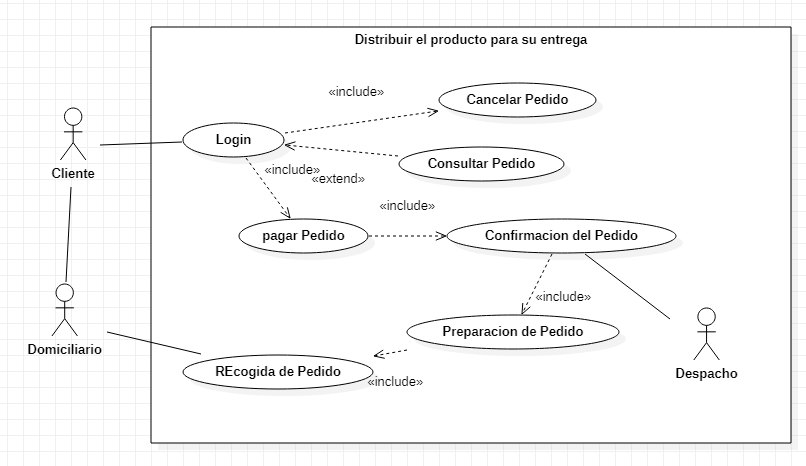 Distribuir el producto para su entrega
«include»
Cancelar Pedido
Login
Consultar Pedido
Cliente
«include»
«extend»
«include»
pagar Pedido
Confirmacion del Pedido
«include»
Preparacion de Pedido
Domiciliario
REcogida de Pedido
Despacho
«include»